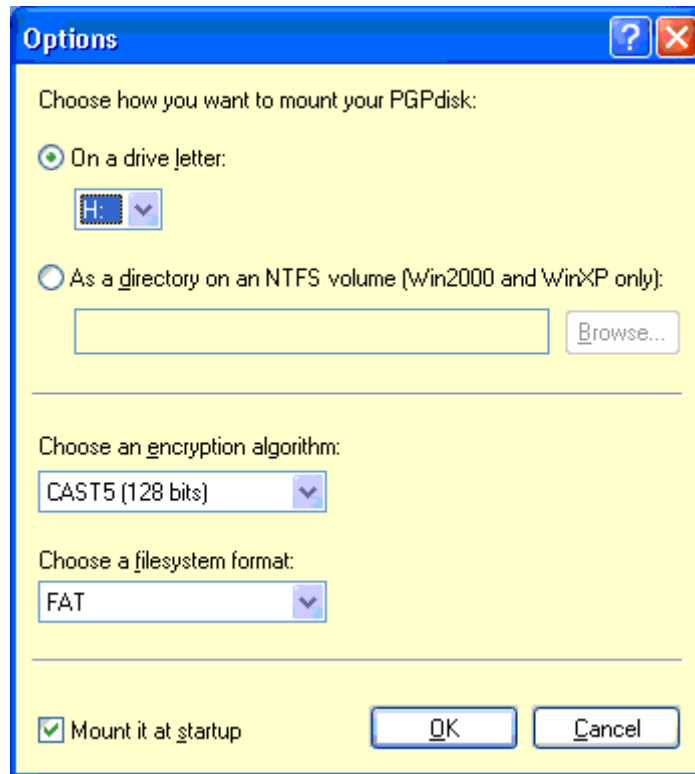 Options
Choose how you want to mount your PGPdisk:
On a drive letter:
H:
As a directory on an NTFS volume (Win2000 and WinXP only):
Browse...
Choose an encryption algorithm:
CAST5 (128 bits)
Choose a filesystem format:
FAT
Mount it at startup OK Cancel